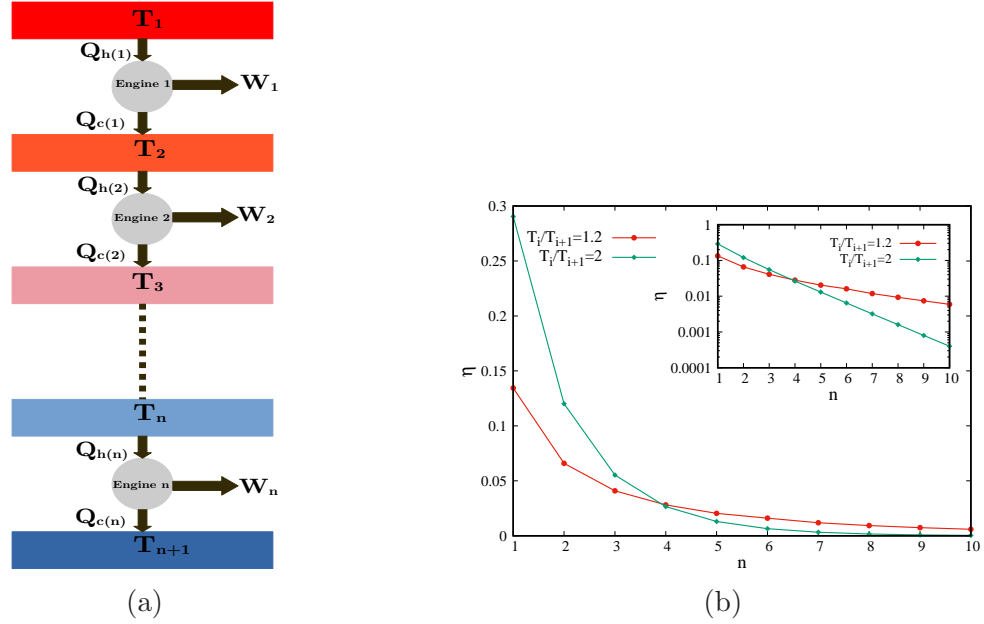 T1
Qh(1)
Engine 1
W1
Qc(1)
T2
Qh(2)
Engine 2
W2
Qc(2)
T3
Tn
Qh(n)
Engine n
Wn
Qc(n)
Tn+1
(a)
Ti/Ti+1=1.2
Ti/Ti+1=2
η
0.3
0.25
0.2
0.15
0.1
0.05
0
1 2 3 4 5 6 7 8 9 10
n
Ti/Ti+1=1.2
Ti/Ti+1=2
η
1
0.1
0.01
0.001
0.0001
1 2 3 4 5 6 7 8 9 10
n
(b)